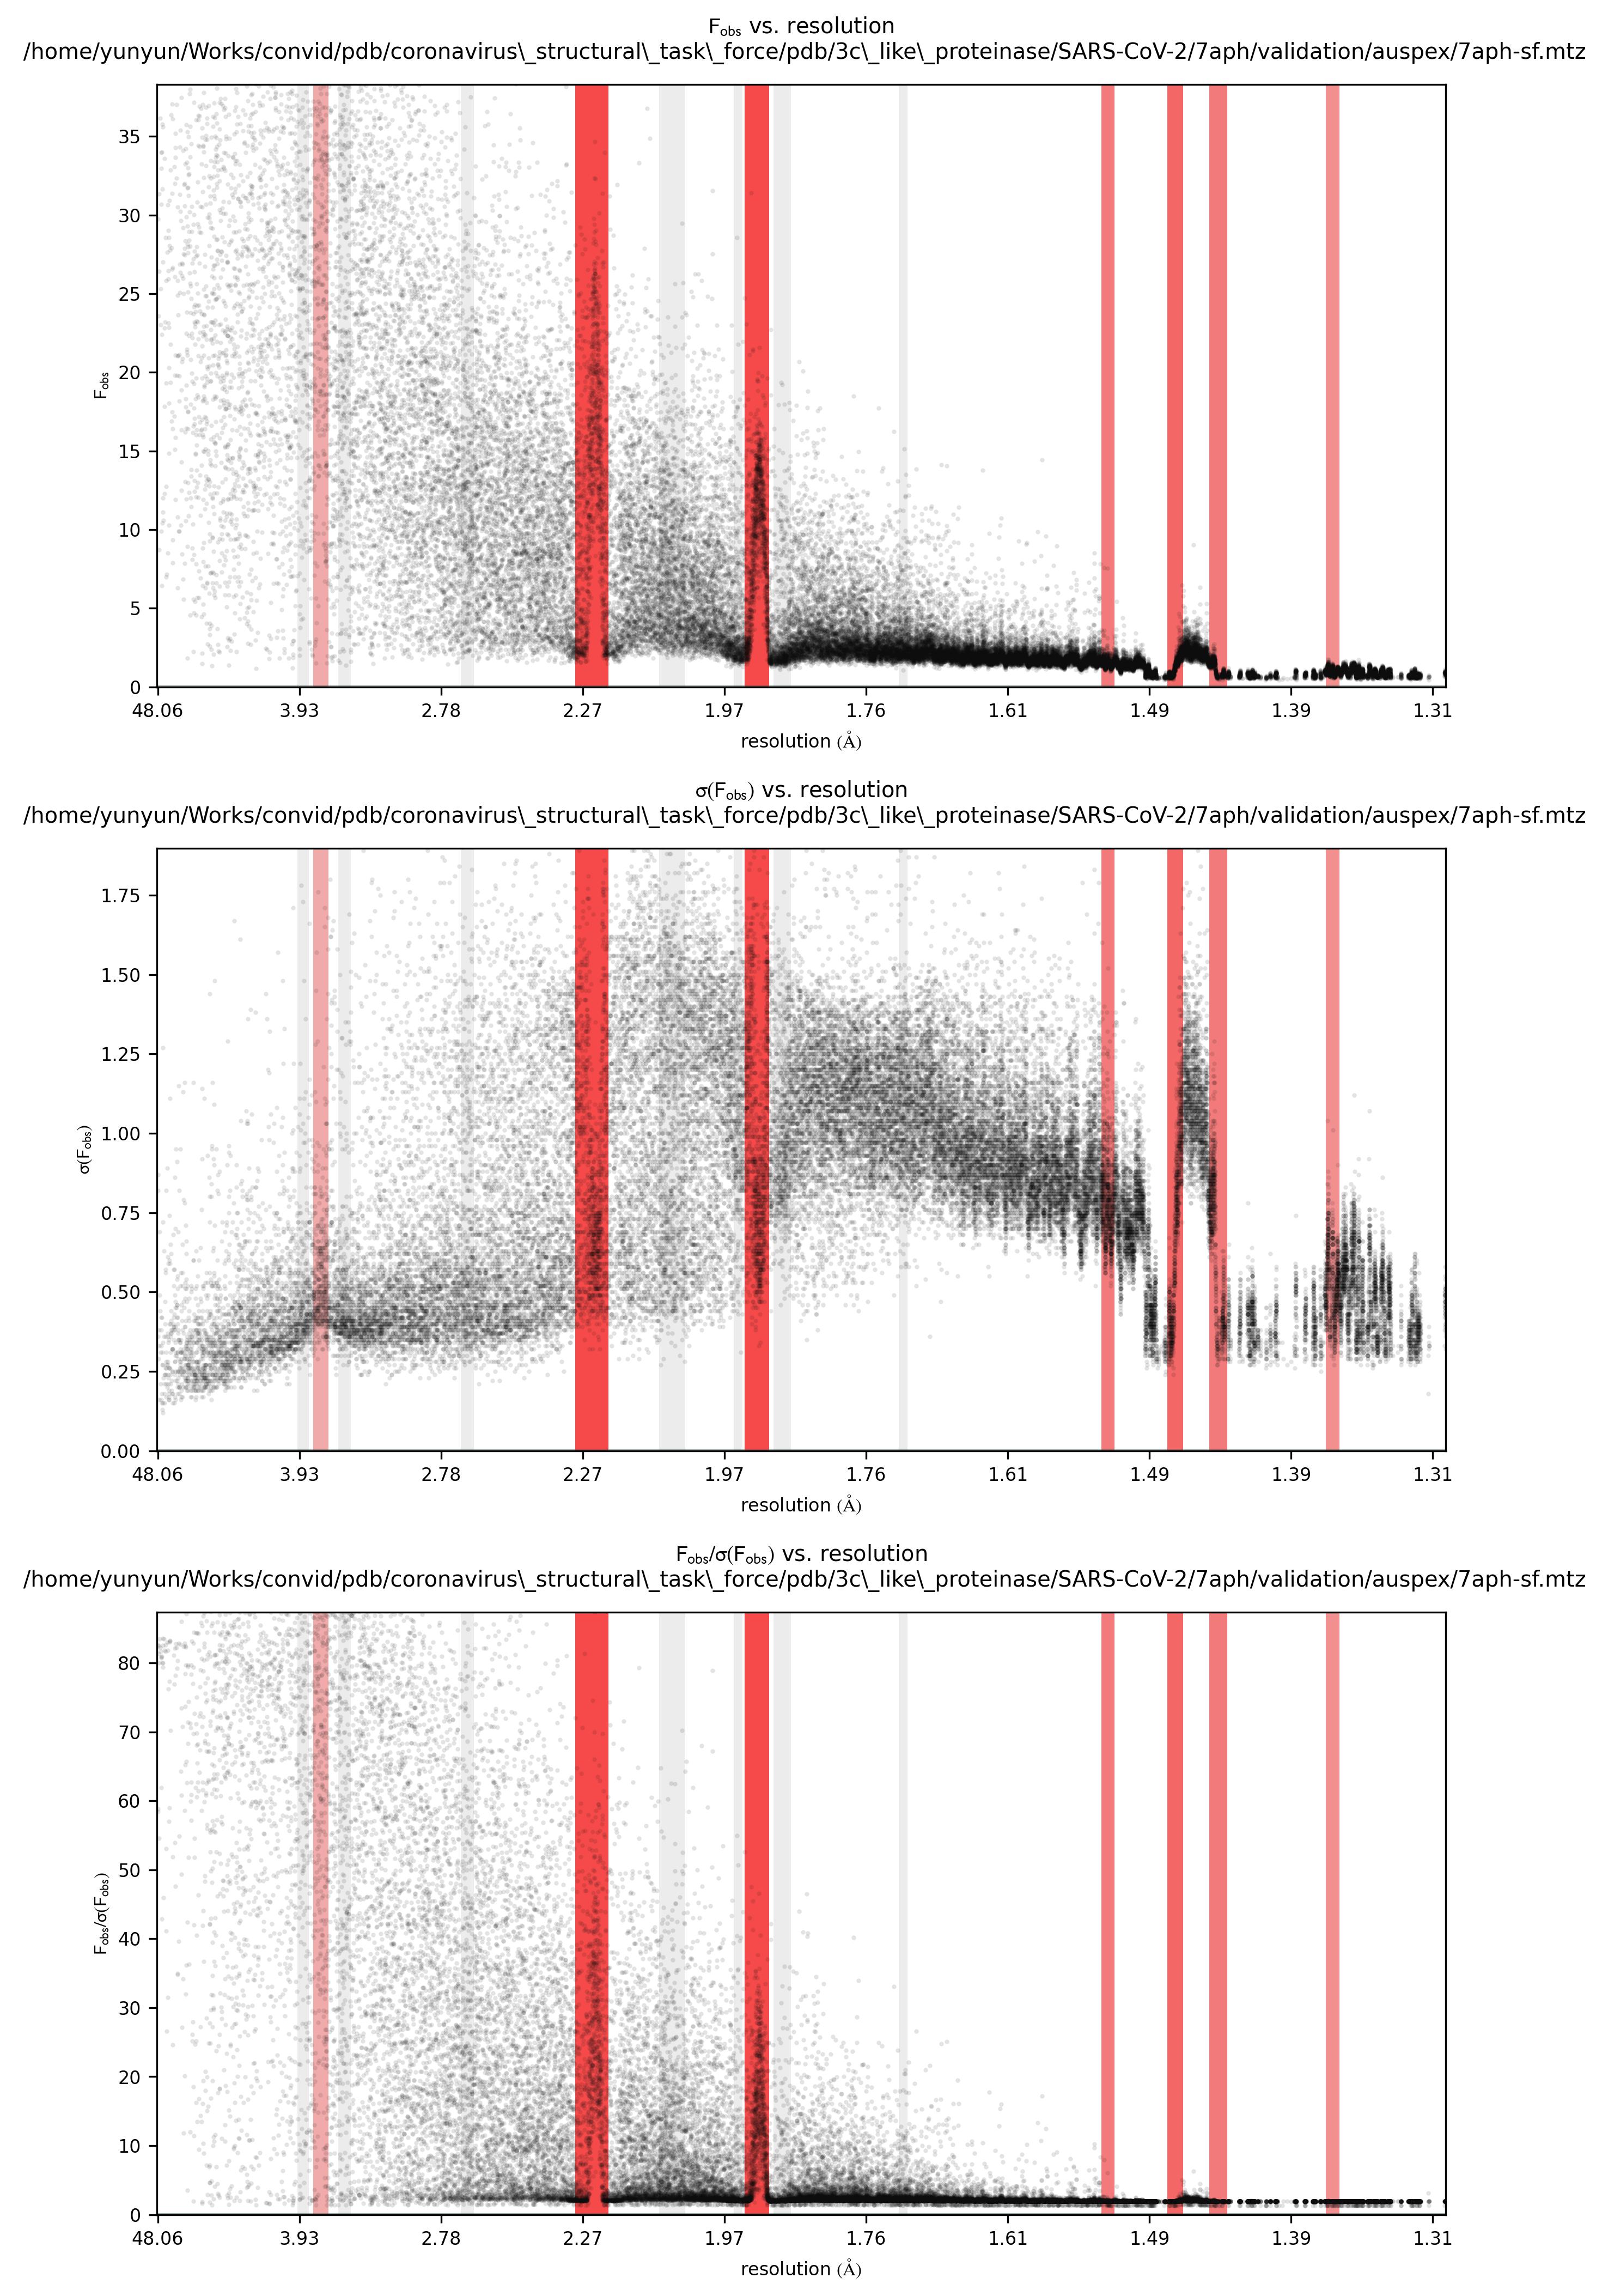 F_obs vs. resolution
/home/yunyun/Works/convid/pdb/coronavirus\_structural\_task\_force/pdb/3c\_like\_proteinase/SARS-CoV-2/7aph/validation/auspex/7aph-sf.mtz
35
30
25
20
15
10
5
0
F_obs
48.06 3.93 2.78 2.27 1.97 1.76 1.61 1.49 1.39 1.31
resolution (Å)
σ(F_obs) vs. resolution
/home/yunyun/Works/convid/pdb/coronavirus\_structural\_task\_force/pdb/3c\_like\_proteinase/SARS-CoV-2/7aph/validation/auspex/7aph-sf.mtz
1.75
1.50
1.25
1.00
0.75
0.50
0.25
0.00
σ(F_obs)
48.06 3.93 2.78 2.27 1.97 1.76 1.61 1.49 1.39 1.31
resolution (Å)
F_obs/σ(F_obs) vs. resolution
/home/yunyun/Works/convid/pdb/coronavirus\_structural\_task\_force/pdb/3c\_like\_proteinase/SARS-CoV-2/7aph/validation/auspex/7aph-sf.mtz
80
70
60
50
40
30
20
10
0
F_obs/σ(F_obs)
48.06 3.93 2.78 2.27 1.97 1.76 1.61 1.49 1.39 1.31
resolution (Å)